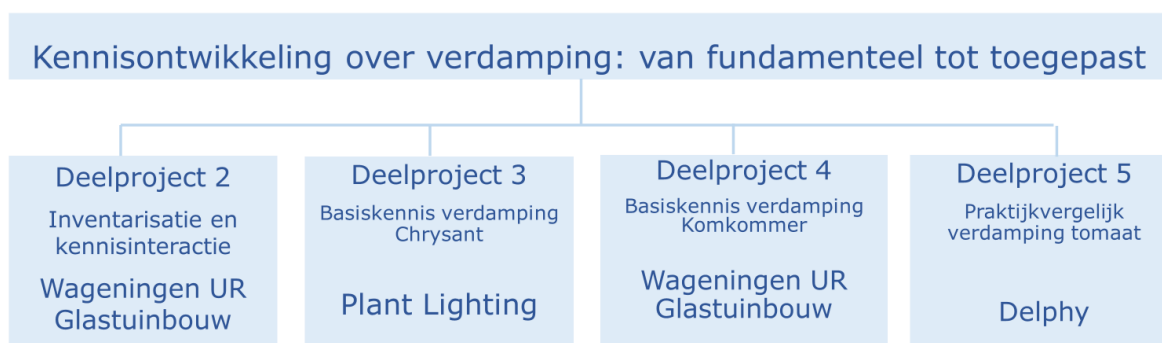 Kennisontwikkeling over verdamping: van fundamenteel tot toegepast
Deelproject 2
Inventarisatie en
kennisinteractie
Wageningen UR
Glastuinbouw
Deelproject 3
Basiskennis verdamping
Chrysant
Plant Lighting
Deelproject 4
Basiskennis verdamping
Komkommer
Wageningen UR
Glastuinbouw
Deelproject 5
Praktijkvergelijk
verdamping tomaat
Delphy